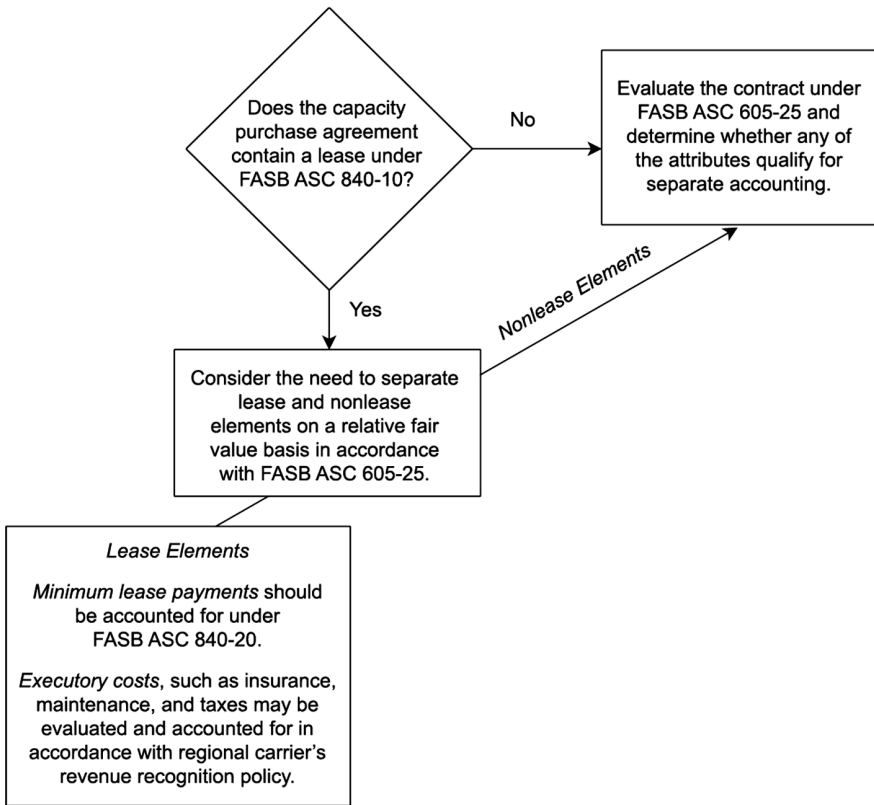 Does the capacity
purchase agreement
contain a lease under
FASB ASC 840-10?
No
Evaluate the contract under
FASB ASC 605-25 and
determine whether any of
the attributes qualify for
separate accounting.
Yes
Nonlease Elements
Consider the need to separate
lease and nonlease
elements on a relative fair
value basis in accordance
with FASB ASC 605-25.
Lease Elements
Minimum lease payments should
be accounted for under
FASB ASC 840-20.
Executory costs, such as insurance,
maintenance, and taxes may be
evaluated and accounted for in
accordance with regional carrier’s
revenue recognition policy.